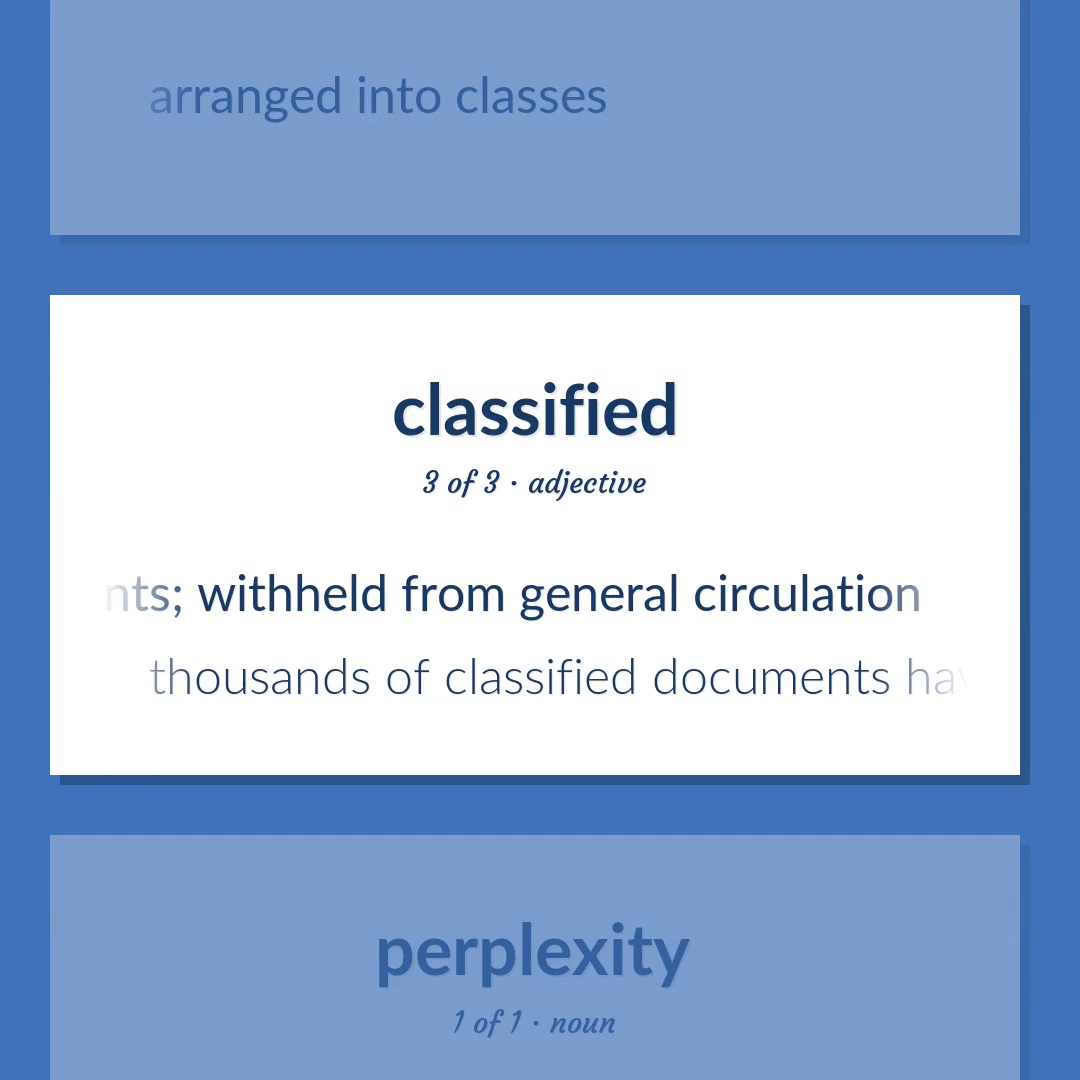 arranged into classes
classified
3 of 3 · adjective
nts; withheld from general circulation
thousands of classified documents hav
perplexity
1 of 1 · noun